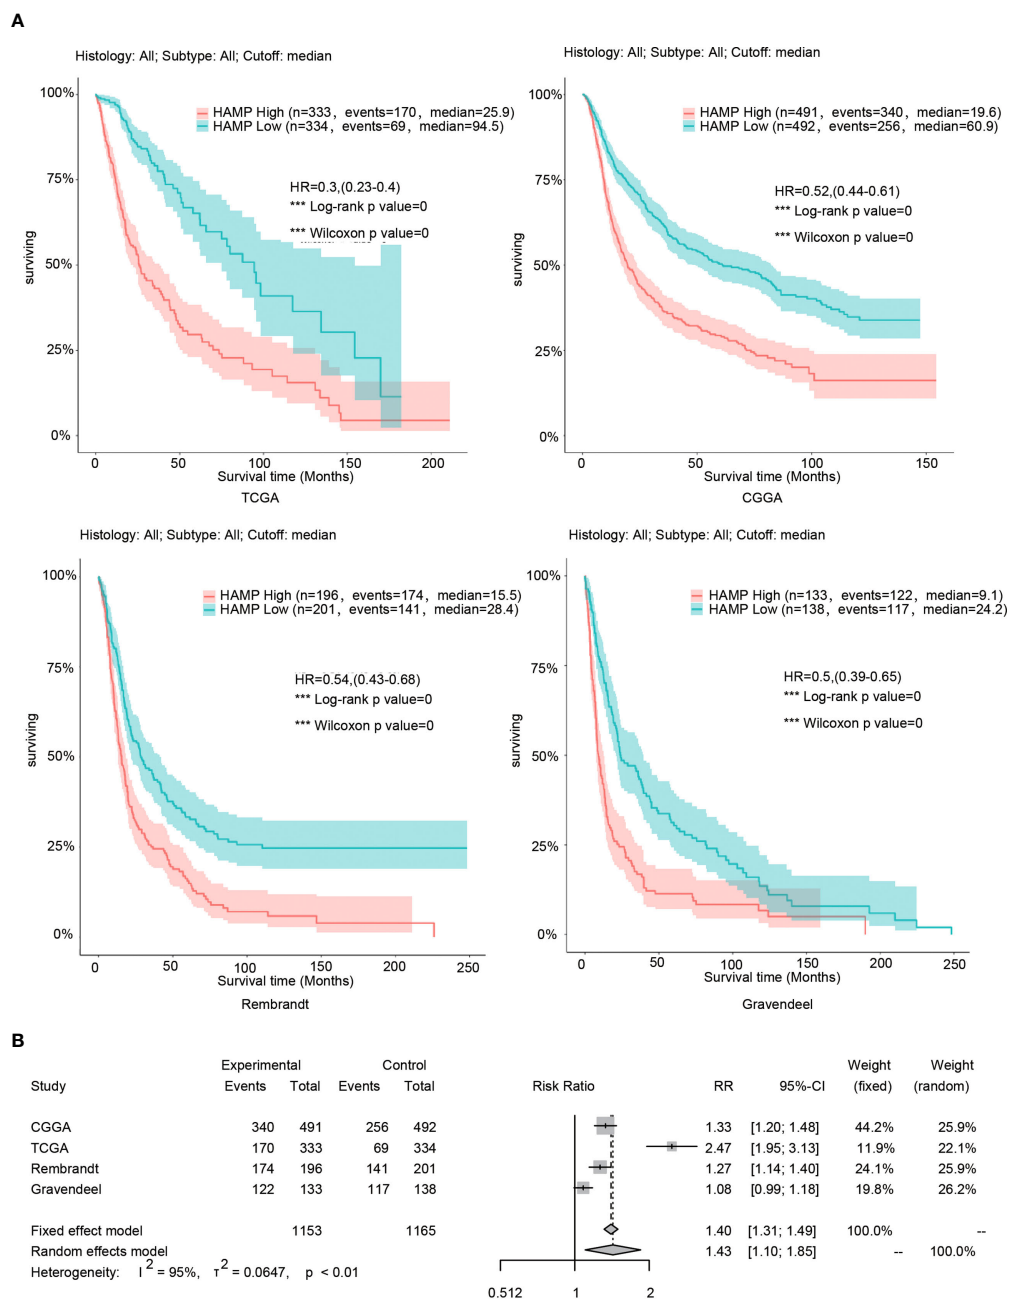 A
Histology: All; Subtype: All; Cutoff: median
HAMP High (n=333, events=170, median=25.9)
HAMP Low (n=334, events=69, median=94.5)
HR=0.3,(0.23-0.4)
*** Log-rank p value=0
*** Wilcoxon p value=0
surviving
100%
75%
50%
25%
0%
0 50 100 150 200
Survival time (Months)
TCGA
Histology: All; Subtype: All; Cutoff: median
HAMP High (n=491, events=340, median=19.6)
HAMP Low (n=492, events=256, median=60.9)
HR=0.52,(0.44-0.61)
*** Log-rank p value=0
*** Wilcoxon p value=0
surviving
100%
75%
50%
25%
0%
0 50 100 150
Survival time (Months)
CGGA
Histology: All; Subtype: All; Cutoff: median
HAMP High (n=196, events=174, median=15.5)
HAMP Low (n=201, events=141, median=28.4)
HR=0.54,(0.43-0.68)
*** Log-rank p value=0
*** Wilcoxon p value=0
surviving
100%
75%
50%
25%
0%
0 50 100 150 200 250
Survival time (Months)
Rembrandt
Histology: All; Subtype: All; Cutoff: median
HAMP High (n=133, events=122, median=9.1)
HAMP Low (n=138, events=117, median=24.2)
HR=0.5,(0.39-0.65)
*** Log-rank p value=0
*** Wilcoxon p value=0
surviving
100%
75%
50%
25%
0%
0 50 100 150 200 250
Survival time (Months)
Gravendeel
B
Experimental Control Weight Weight
Study Events Total Events Total Risk Ratio RR 95%-CI (fixed) (random)
CGGA 340 491 256 492 1.33 [1.20; 1.48] 44.2% 25.9%
TCGA 170 333 69 334 2.47 [1.95; 3.13] 11.9% 22.1%
Rembrandt 174 196 141 201 1.27 [1.14; 1.40] 24.1% 25.9%
Gravendeel 122 133 117 138 1.08 [0.99; 1.18] 19.8% 26.2%
Fixed effect model 1153 1165 1.40 [1.31; 1.49] 100.0% --
Random effects model 1.43 [1.10; 1.85] -- 100.0%
Heterogeneity: I² = 95%, τ² = 0.0647, p < 0.01
0.512 1 2